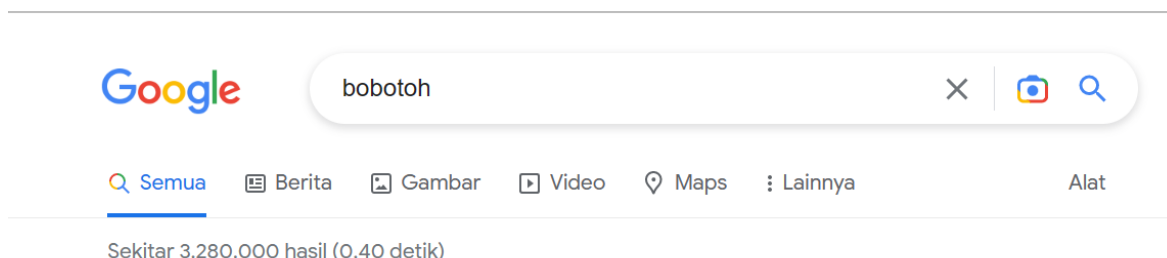 Google bobotoh
Semua Berita Gambar Video Maps Lainnya Alat
Sekitar 3.280.000 hasil (0.40 detik)